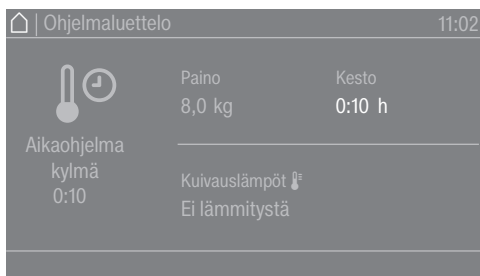 | Ohjelmaluettelo 11:02
Paino Kesto
8,0 kg 0:10 h
Aikaohjelma
kylmä
0:10
Kuivauslämpöt
Ei lämmitystä